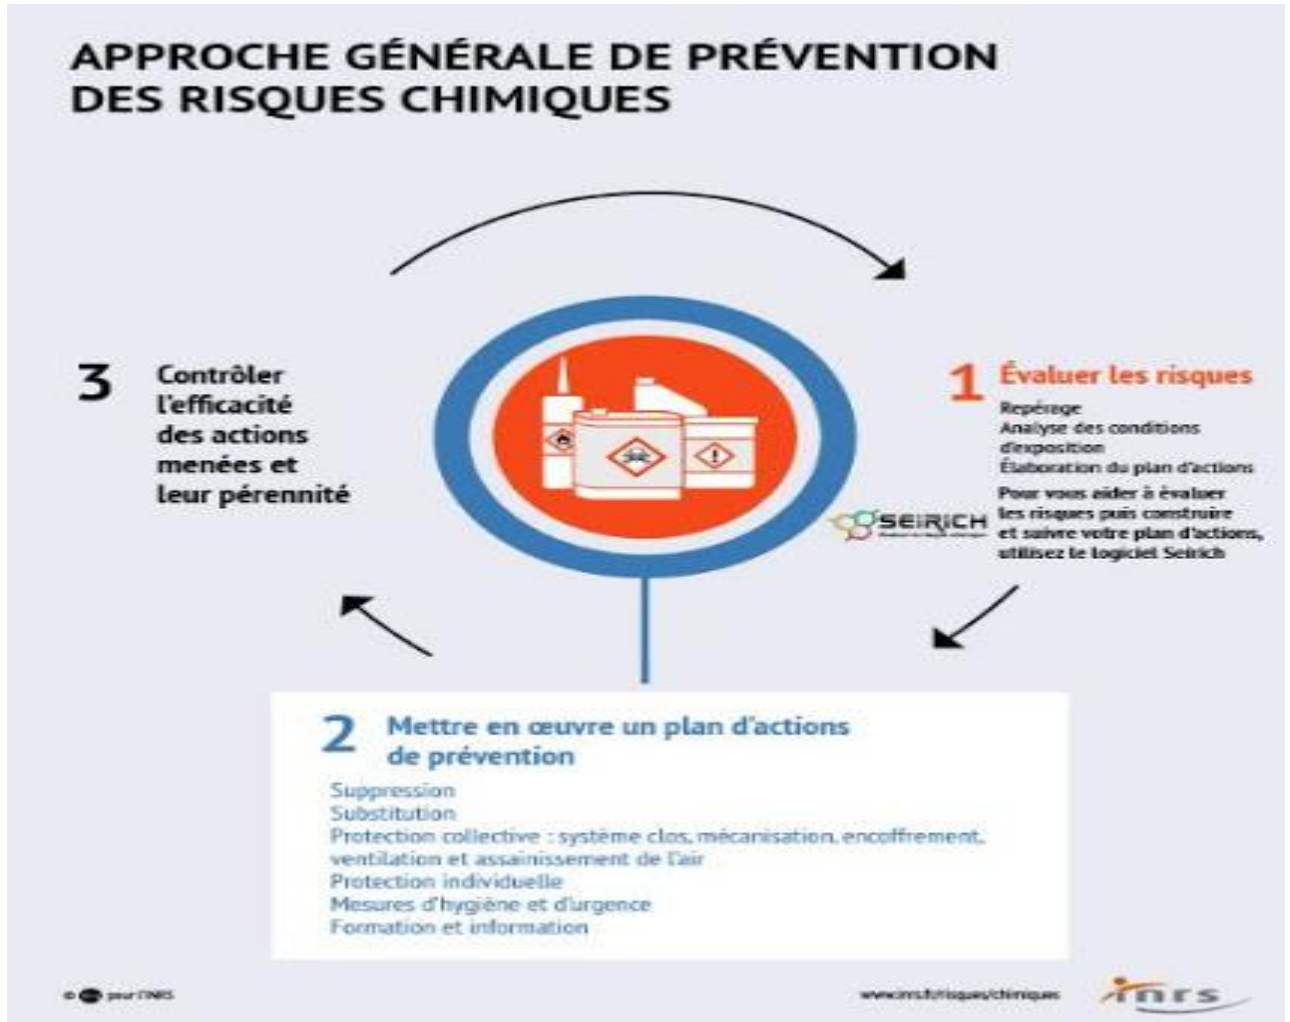 APPROCHE GÉNÉRALE DE PRÉVENTION
DES RISQUES CHIMIQUES
1 Évaluer les risques
Repérage
Analyse des conditions
d'exposition
Élaboration du plan d'actions
Pour vous aider à évaluer
les risques puis construire
et suivre votre plan d'actions,
utilisez le logiciel Seirich
SEIRICH
2 Mettre en œuvre un plan d'actions
de prévention
Suppression
Substitution
Protection collective : système clos, mécanisation, encoffrement,
ventilation et assainissement de l'air
Protection individuelle
Mesures d'hygiène et d'urgence
Formation et information
3 Contrôler
l'efficacité
des actions
menées et
leur pérennité
© pour l'INRS
www.inrs.fr/risques/chimiques
inrs